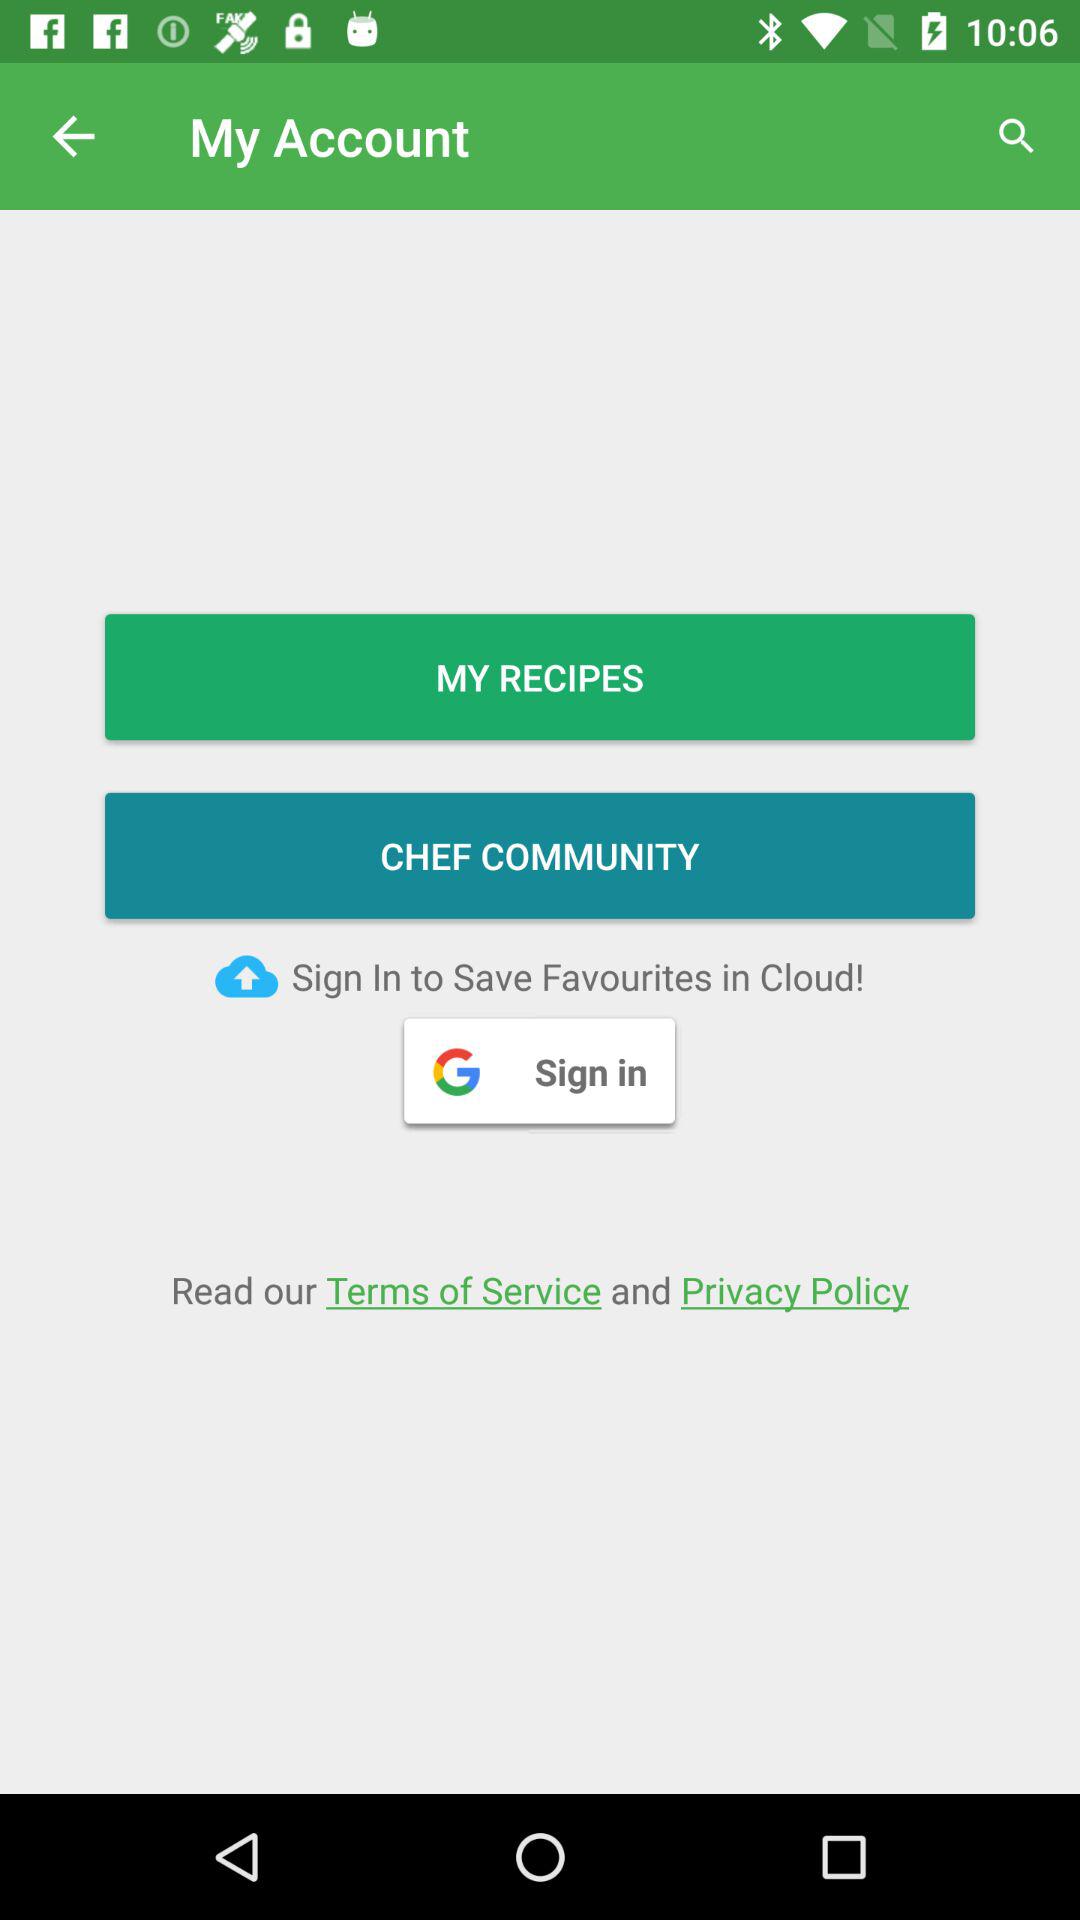 FAKE 10:06
My Account
MY RECIPES
CHEF COMMUNITY
Sign In to Save Favourites in Cloud!
Sign in
Read our Terms of Service and Privacy Policy